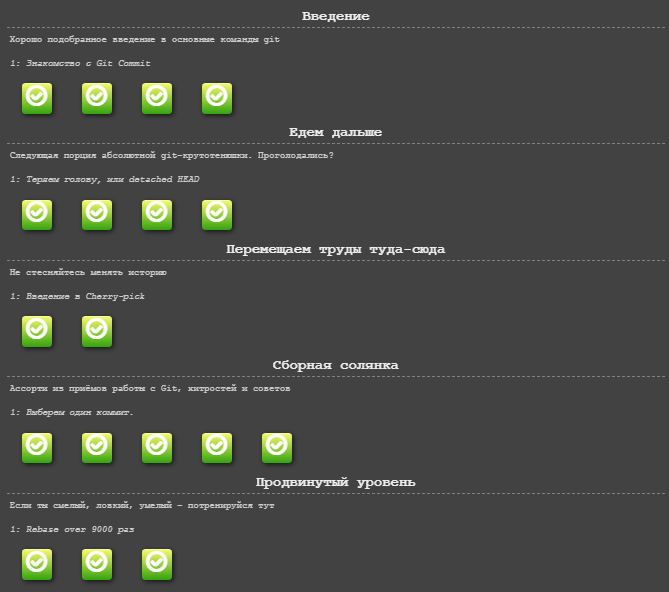 Введение
Хорошо подобранное введение в основные команды git
1: Знакомство с Git Commit
Едем дальше
Следующая порция абсолютной git-крутотенюшки. Проголодались?
1: Теряем голову, или detached HEAD
Перемещаем труды туда-сюда
Не стесняйтесь менять историю
1: Введение в Cherry-pick
Сборная солянка
Ассорти из приёмов работы с Git, хитростей и советов
1: Выберем один коммит.
Продвинутый уровень
Если ты смелый, ловкий, умелый - потренируйся тут
1: Rebase over 9000 раз